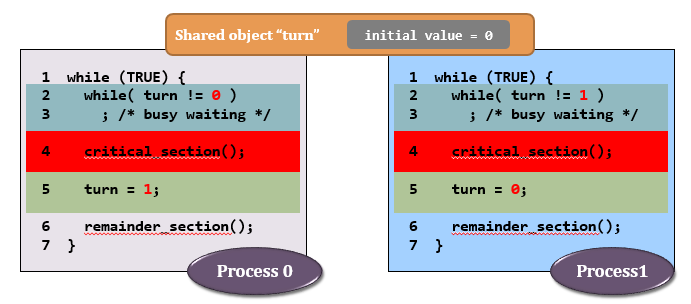 Shared object “turn” initial value = 0
1 while (TRUE) {
2 while( turn != 0 )
3 ; /* busy waiting */
4 critical_section();
5 turn = 1;
6 remainder_section();
7 }
Process 0
1 while (TRUE) {
2 while( turn != 1 )
3 ; /* busy waiting */
4 critical_section();
5 turn = 0;
6 remainder_section();
7 }
Process1